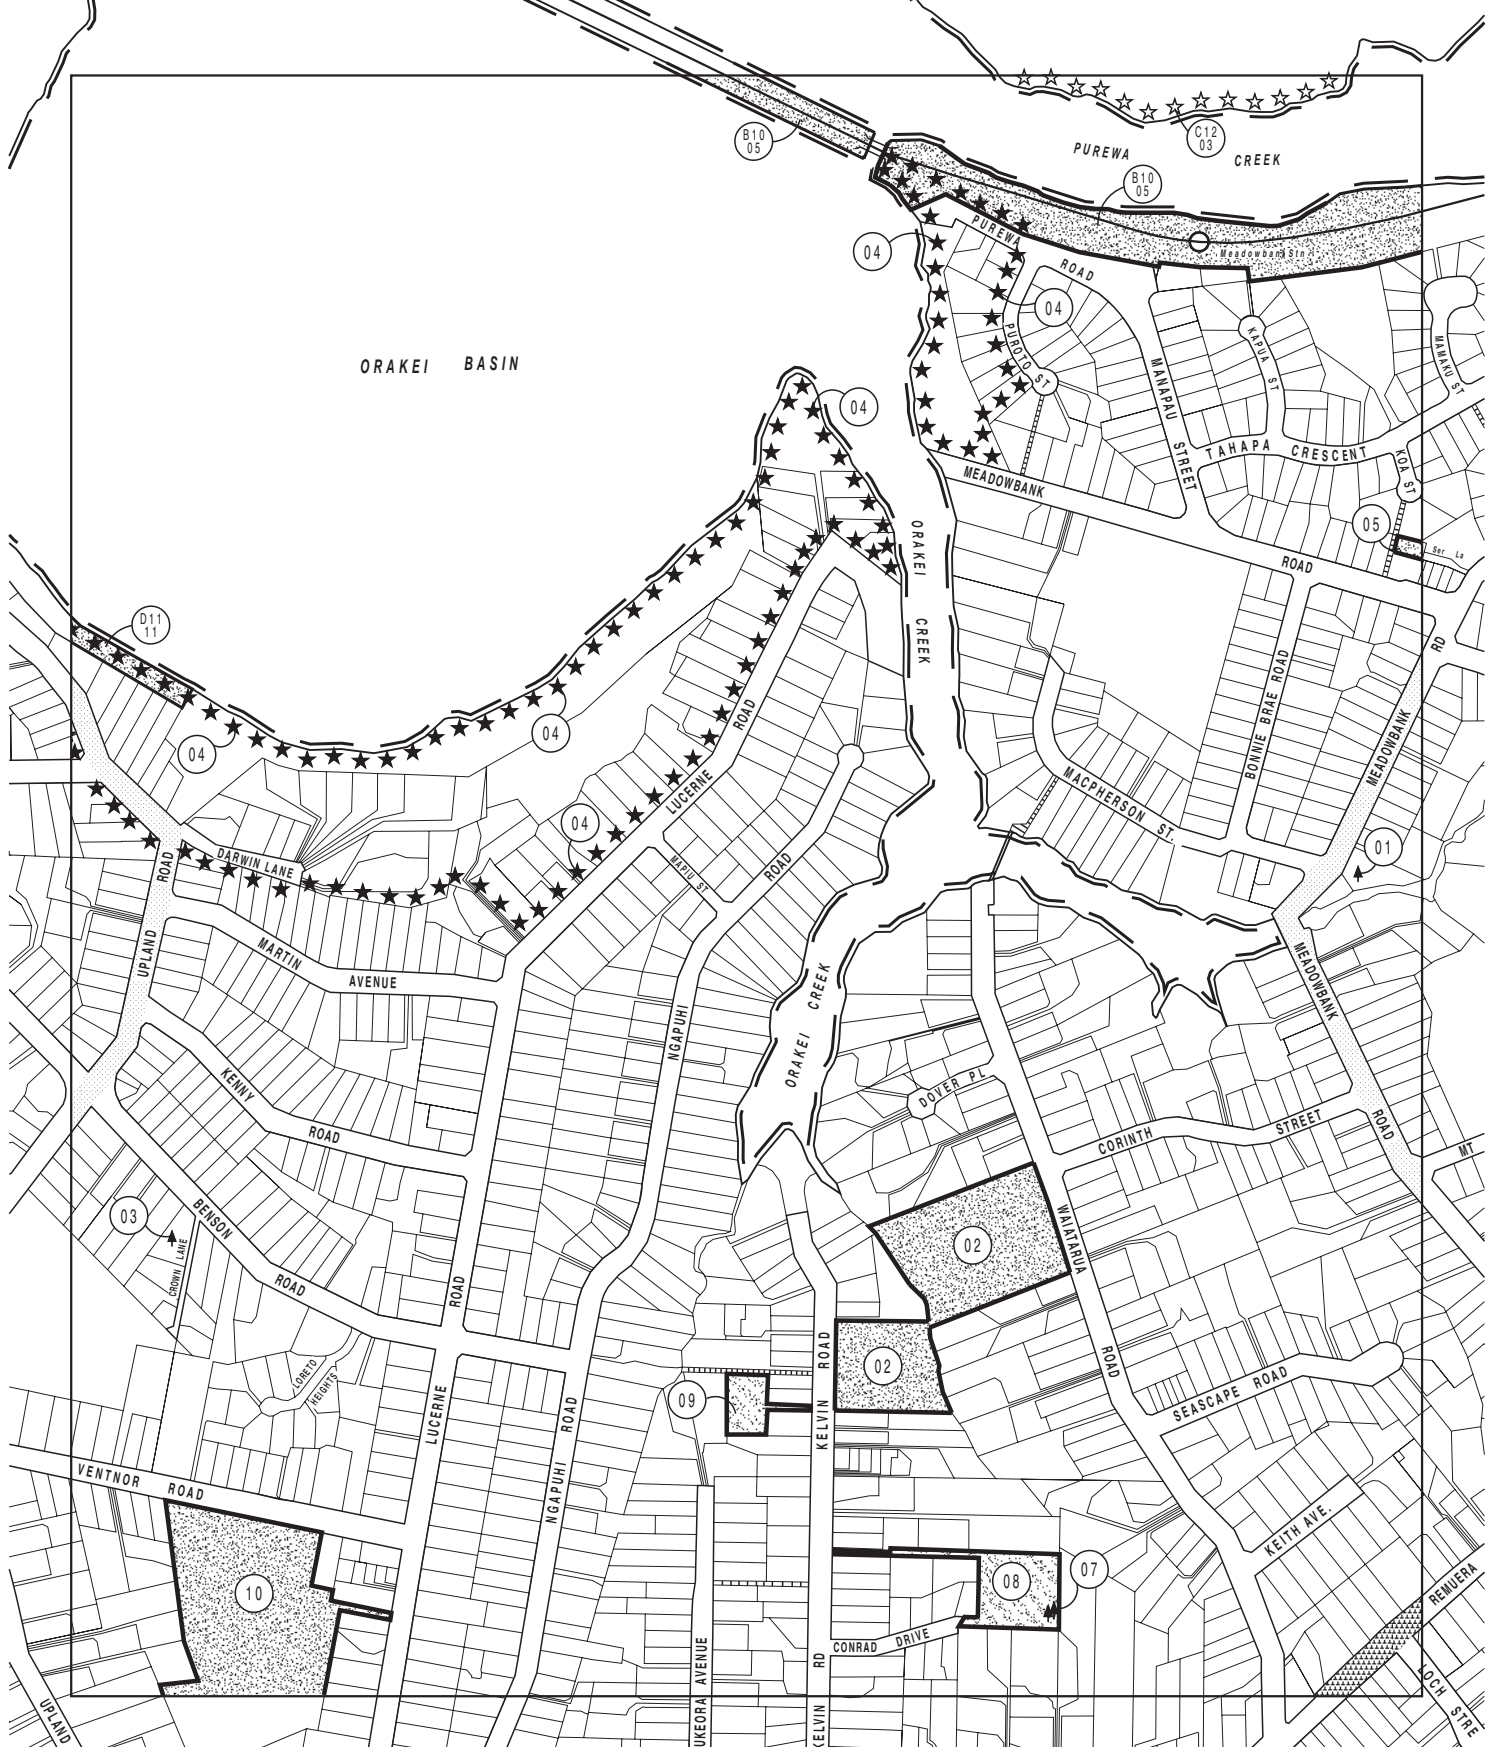 B10
05
C12
03
PUREWA
CREEK
B10
05
04
PUREWA
ROAD
Meadowbank Stn
04
PUROTO ST
MANAPAU
STREET
KAPUA ST
MAMAKU ST
ORAKEI BASIN
04
TAHAPA CRESCENT
KOA ST
MEADOWBANK
ROAD
05
Ser La
ORAKEI
CREEK
D11
11
04
04
ROAD
LUCERNE
04
RD
MEADOWBANK
BONNIE BRAE ROAD
MACPHERSON ST.
01
DARWIN LANE
ROAD
UPLAND
MAPIU ST
ROAD
NGAPUHI
MARTIN
AVENUE
ORAKEI CREEK
MEADOWBANK
ROAD
KENNY
ROAD
DOVER PL
CORINTH
STREET
MT
03
CROWN LANE
BENSON
ROAD
ROAD
LUCERNE
02
WAIATARUA
ROAD
02
KELVIN ROAD
LORETO
HEIGHTS
09
SEASCAPE ROAD
VENTNOR
ROAD
NGAPUHI ROAD
KEITH AVE.
10
08
07
REMUERA
CONRAD DRIVE
UKEORA AVENUE
RD
KELVIN
UPLAND
LOCH STRE